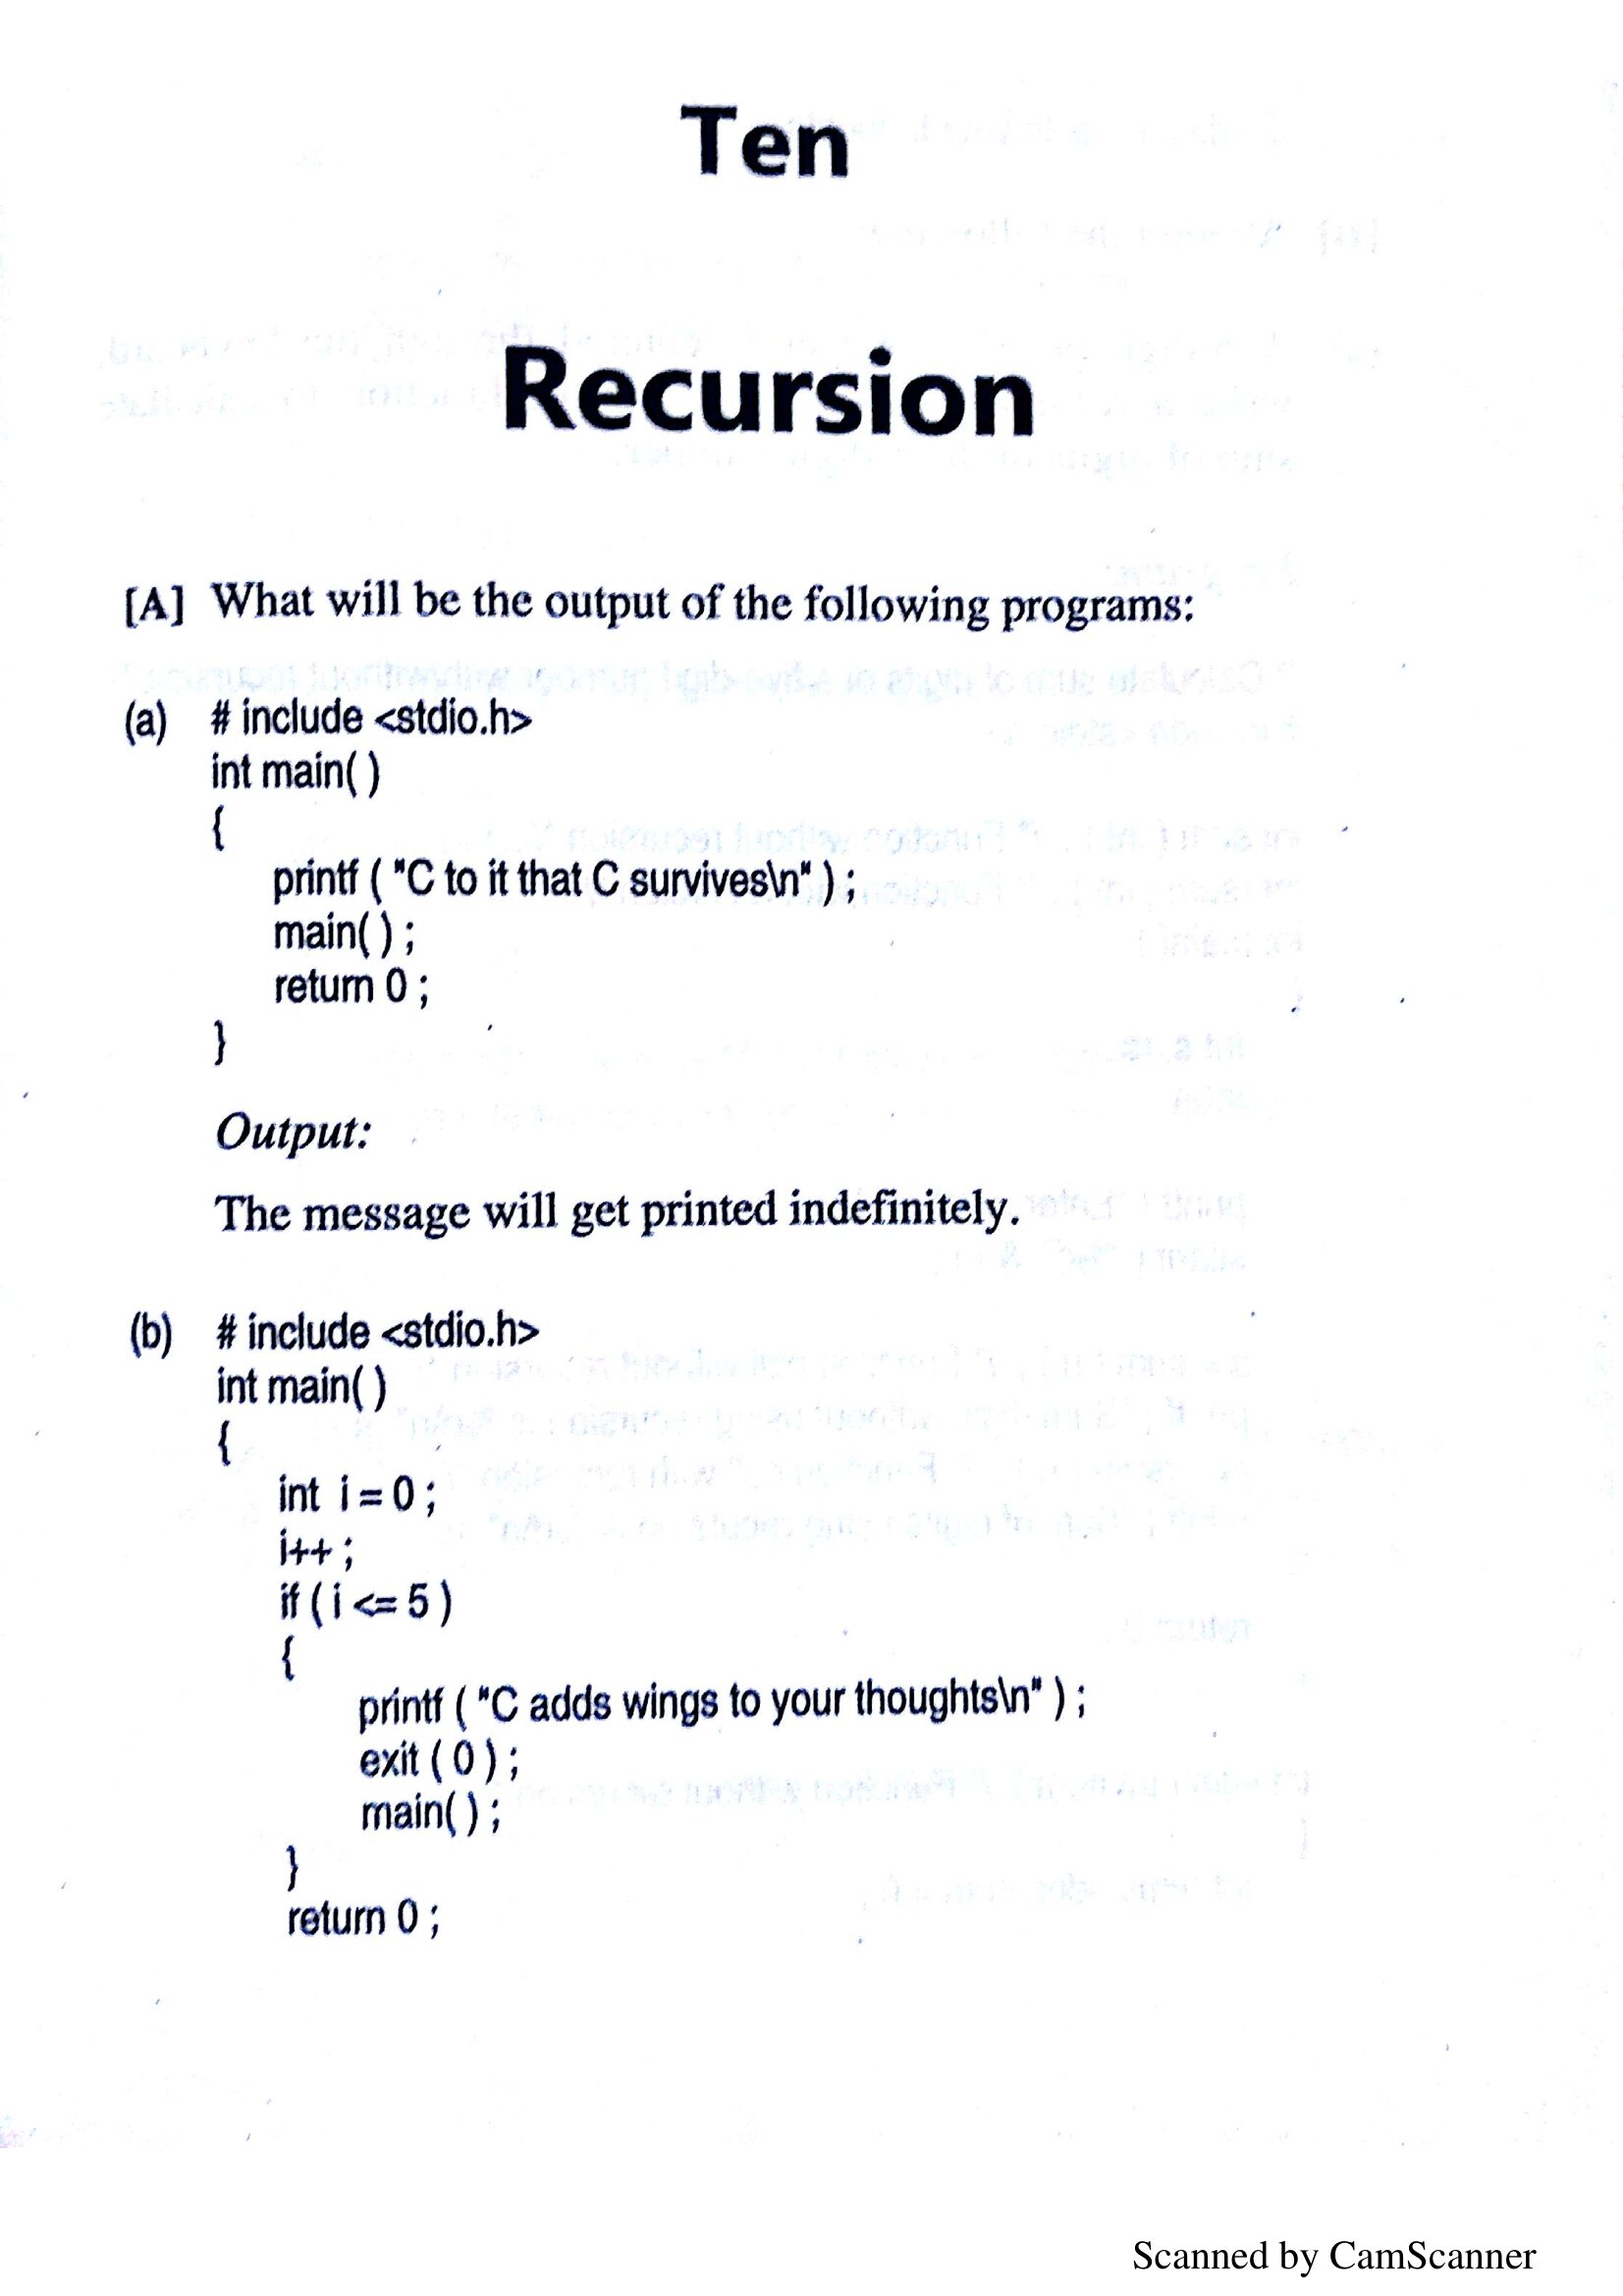 Ten
Recursion
[A] What will be the output of the following programs:
(a) # include <stdio.h>
int main( )
{
printf ( "C to it that C survives\n" ) ;
main( ) ;
return 0 ;
}
Output:
The message will get printed indefinitely.
(b) # include <stdio.h>
int main( )
{
int i = 0 ;
i++ ;
if ( i <= 5 )
{
printf ( "C adds wings to your thoughts\n" ) ;
exit ( 0 ) ;
main( ) ;
}
return 0 ;
Scanned by CamScanner